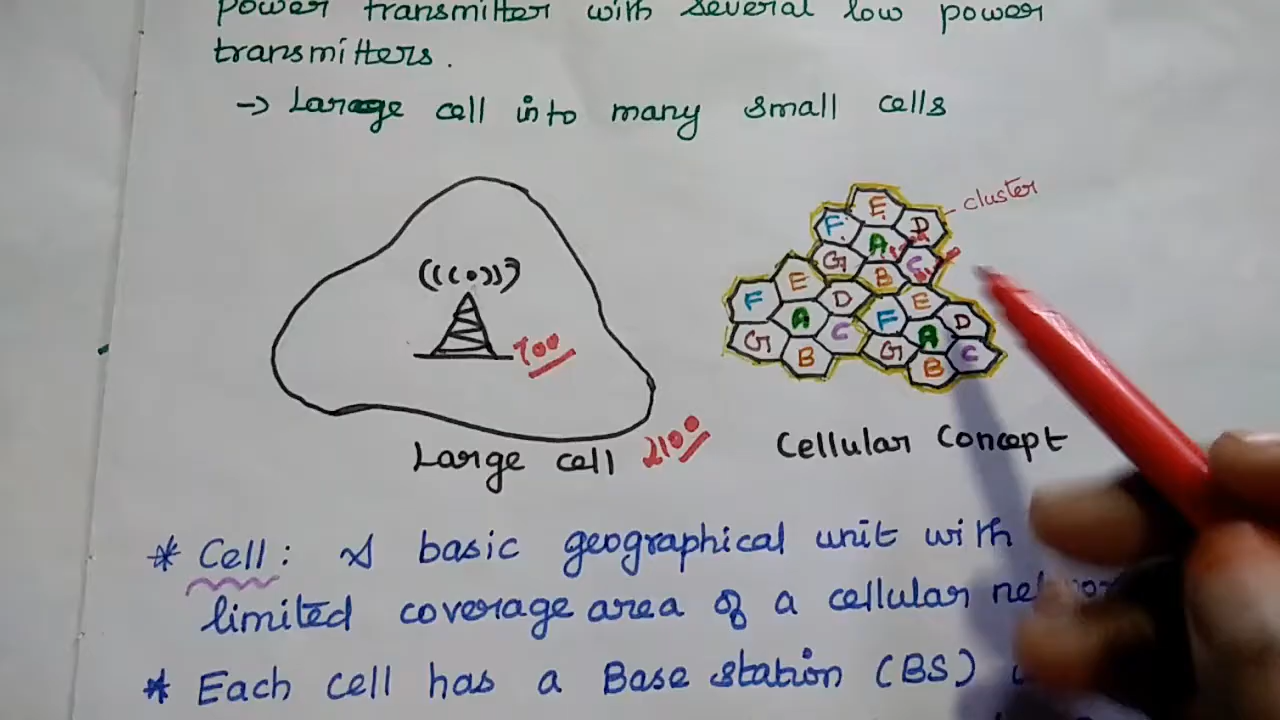 power transmitter with several low power
transmitters.
-> Large cell into many small cells
cluster
E
F D
A
G C
B
E
F D
A
G C
B
E
F D
A
G C
B
700
2100
Large cell
Cellular Concept
* Cell: A basic geographical unit with
limited coverage area of a cellular
* Each cell has a Base station (BS)